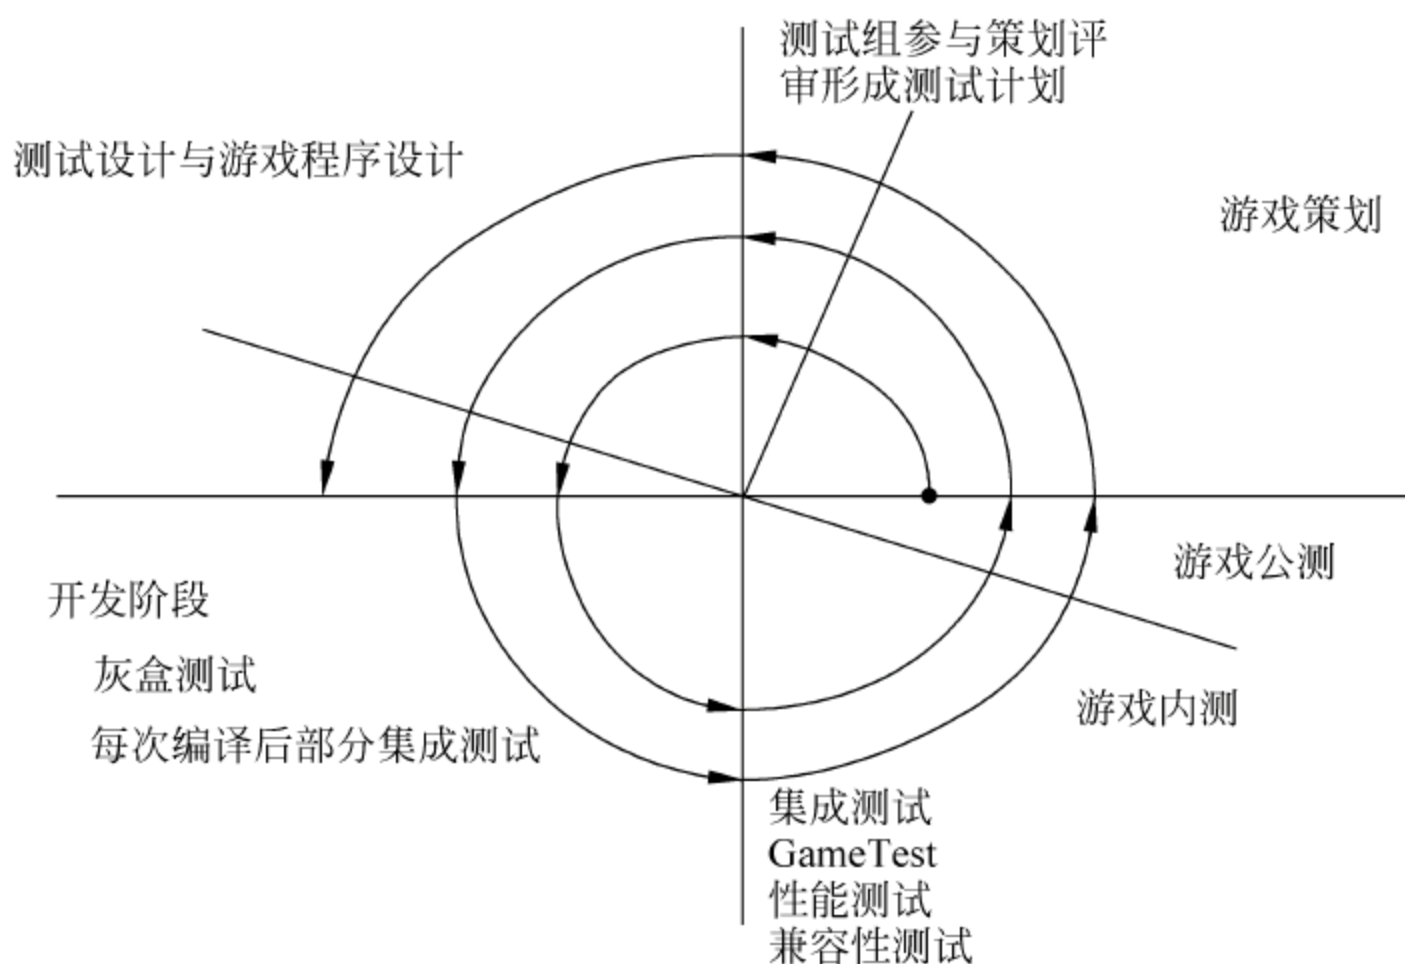 测试组参与策划评
审形成测试计划
测试设计与游戏程序设计
游戏策划
游戏公测
开发阶段
灰盒测试
游戏内测
每次编译后部分集成测试
集成测试
GameTest
性能测试
兼容性测试